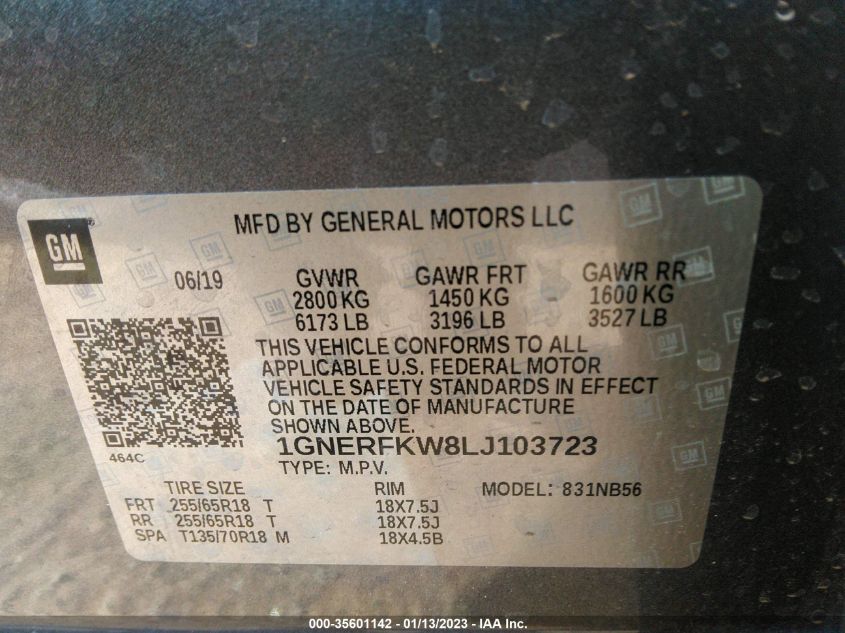 MFD BY GENERAL MOTORS LLC
GM
06/19 GVWR GAWR FRT GAWR RR
2800 KG 1450 KG 1600 KG
6173 LB 3196 LB 3527 LB
THIS VEHICLE CONFORMS TO ALL
APPLICABLE U.S. FEDERAL MOTOR
VEHICLE SAFETY STANDARDS IN EFFECT
ON THE DATE OF MANUFACTURE
SHOWN ABOVE.
464C
1GNERFKW8LJ103723
TYPE: M.P.V.
TIRE SIZE RIM MODEL: 831NB56
FRT 255/65R18 T 18X7.5J
RR 255/65R18 T 18X7.5J
SPA T135/70R18 M 18X4.5B
000-35601142 - 01/13/2023 - IAA Inc.